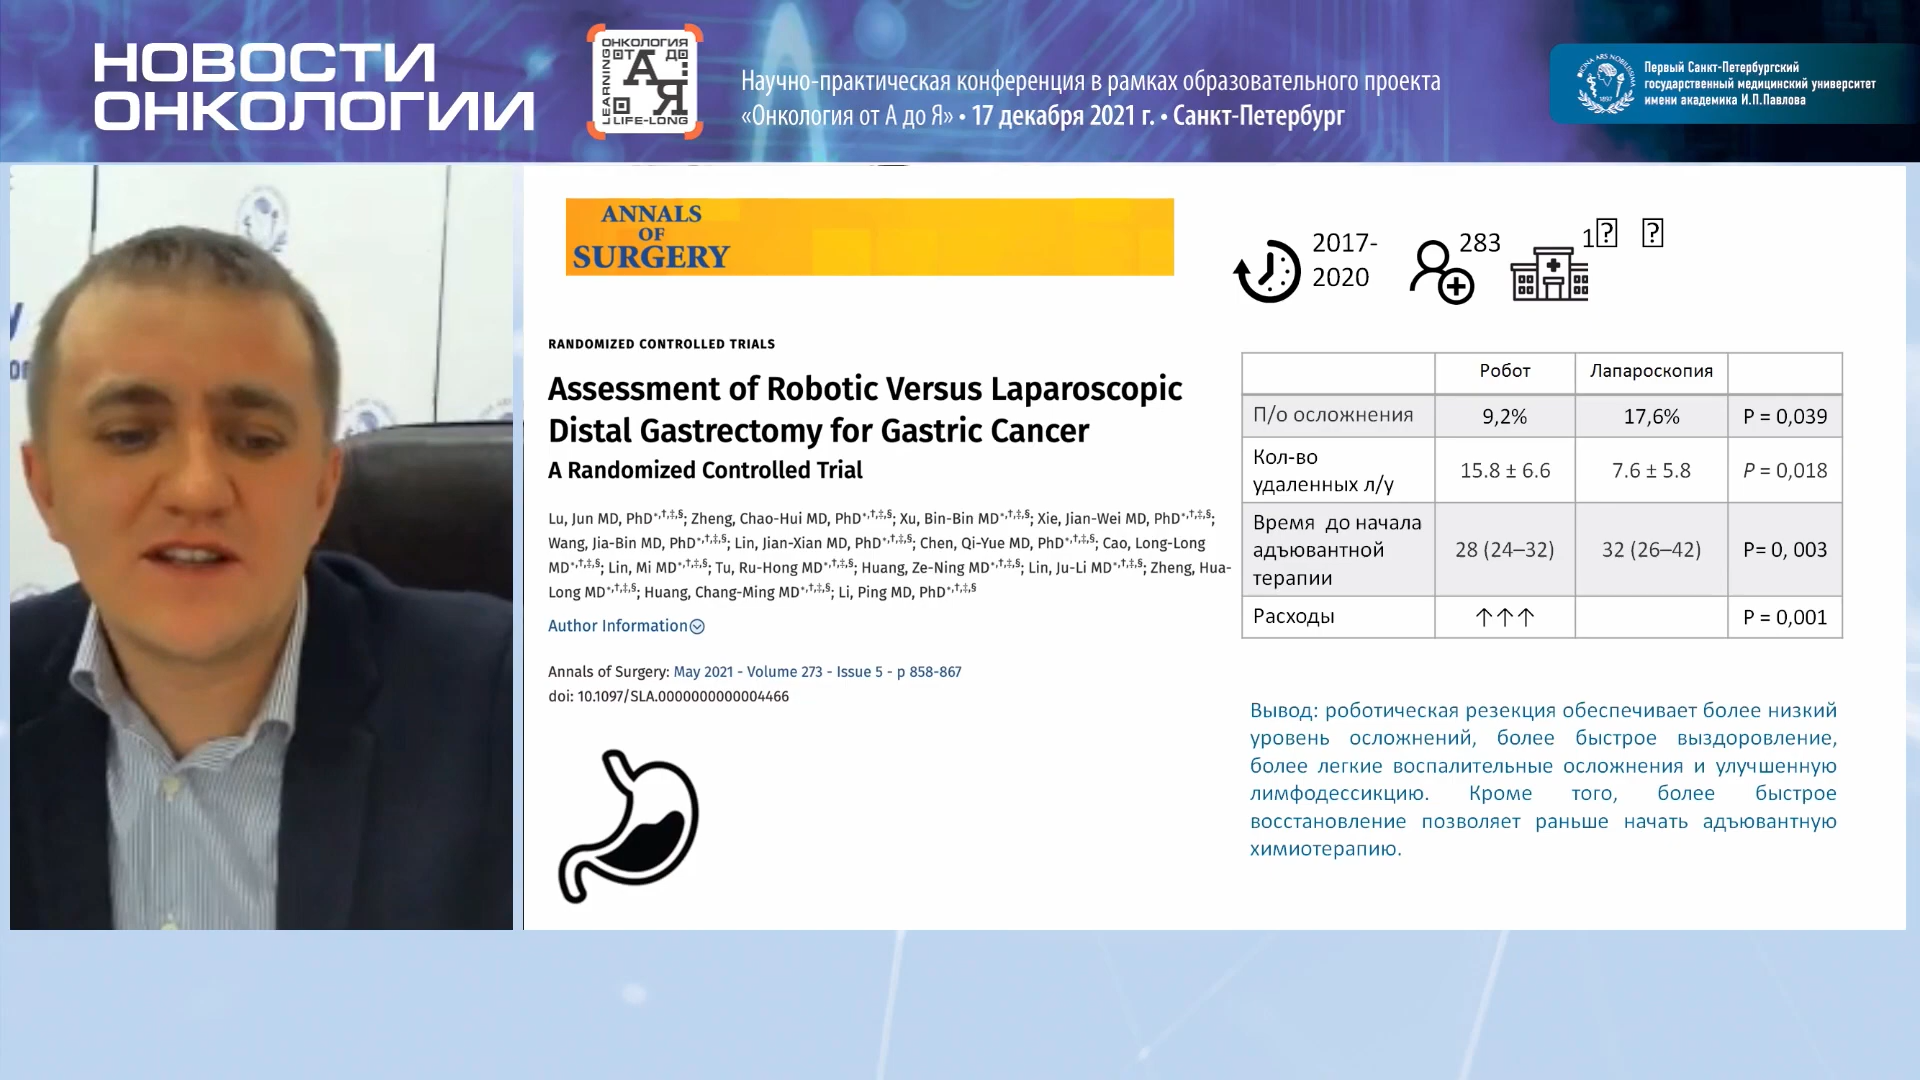 НОВОСТИ
ОНКОЛОГИИ
ОНКОЛОГИЯ
ОТ А ДО Я
LEARNING
LIFE-LONG
Научно-практическая конференция в рамках образовательного проекта
«Онкология от А до Я» • 17 декабря 2021 г. • Санкт-Петербург
Первый Санкт-Петербургский
государственный медицинский университет
имени академика И.П.Павлова
ANNALS
OF
SURGERY
2017-
2020
283
1
RANDOMIZED CONTROLLED TRIALS
Assessment of Robotic Versus Laparoscopic
Distal Gastrectomy for Gastric Cancer
A Randomized Controlled Trial
Lu, Jun MD, PhD*,†,‡,§; Zheng, Chao-Hui MD, PhD*,†,‡,§; Xu, Bin-Bin MD*,†,‡,§; Xie, Jian-Wei MD, PhD*,†,‡,§;
Wang, Jia-Bin MD, PhD*,†,‡,§; Lin, Jian-Xian MD, PhD*,†,‡,§; Chen, Qi-Yue MD, PhD*,†,‡,§; Cao, Long-Long
MD*,†,‡,§; Lin, Mi MD*,†,‡,§; Tu, Ru-Hong MD*,†,‡,§; Huang, Ze-Ning MD*,†,‡,§; Lin, Ju-Li MD*,†,‡,§; Zheng, Hua-
Long MD*,†,‡,§; Huang, Chang-Ming MD*,†,‡,§; Li, Ping MD, PhD*,†,‡,§
Author Information
Annals of Surgery: May 2021 - Volume 273 - Issue 5 - p 858-867
doi: 10.1097/SLA.0000000000004466
Робот Лапароскопия
П/о осложнения 9,2% 17,6% P = 0,039
Кол-во
удаленных л/у 15.8 ± 6.6 7.6 ± 5.8 P = 0,018
Время до начала
адъювантной 28 (24–32) 32 (26–42) P= 0, 003
терапии
Расходы ↑↑↑ P = 0,001
Вывод: роботическая резекция обеспечивает более низкий
уровень осложнений, более быстрое выздоровление,
более легкие воспалительные осложнения и улучшенную
лимфодессикцию. Кроме того, более быстрое
восстановление позволяет раньше начать адъювантную
химиотерапию.